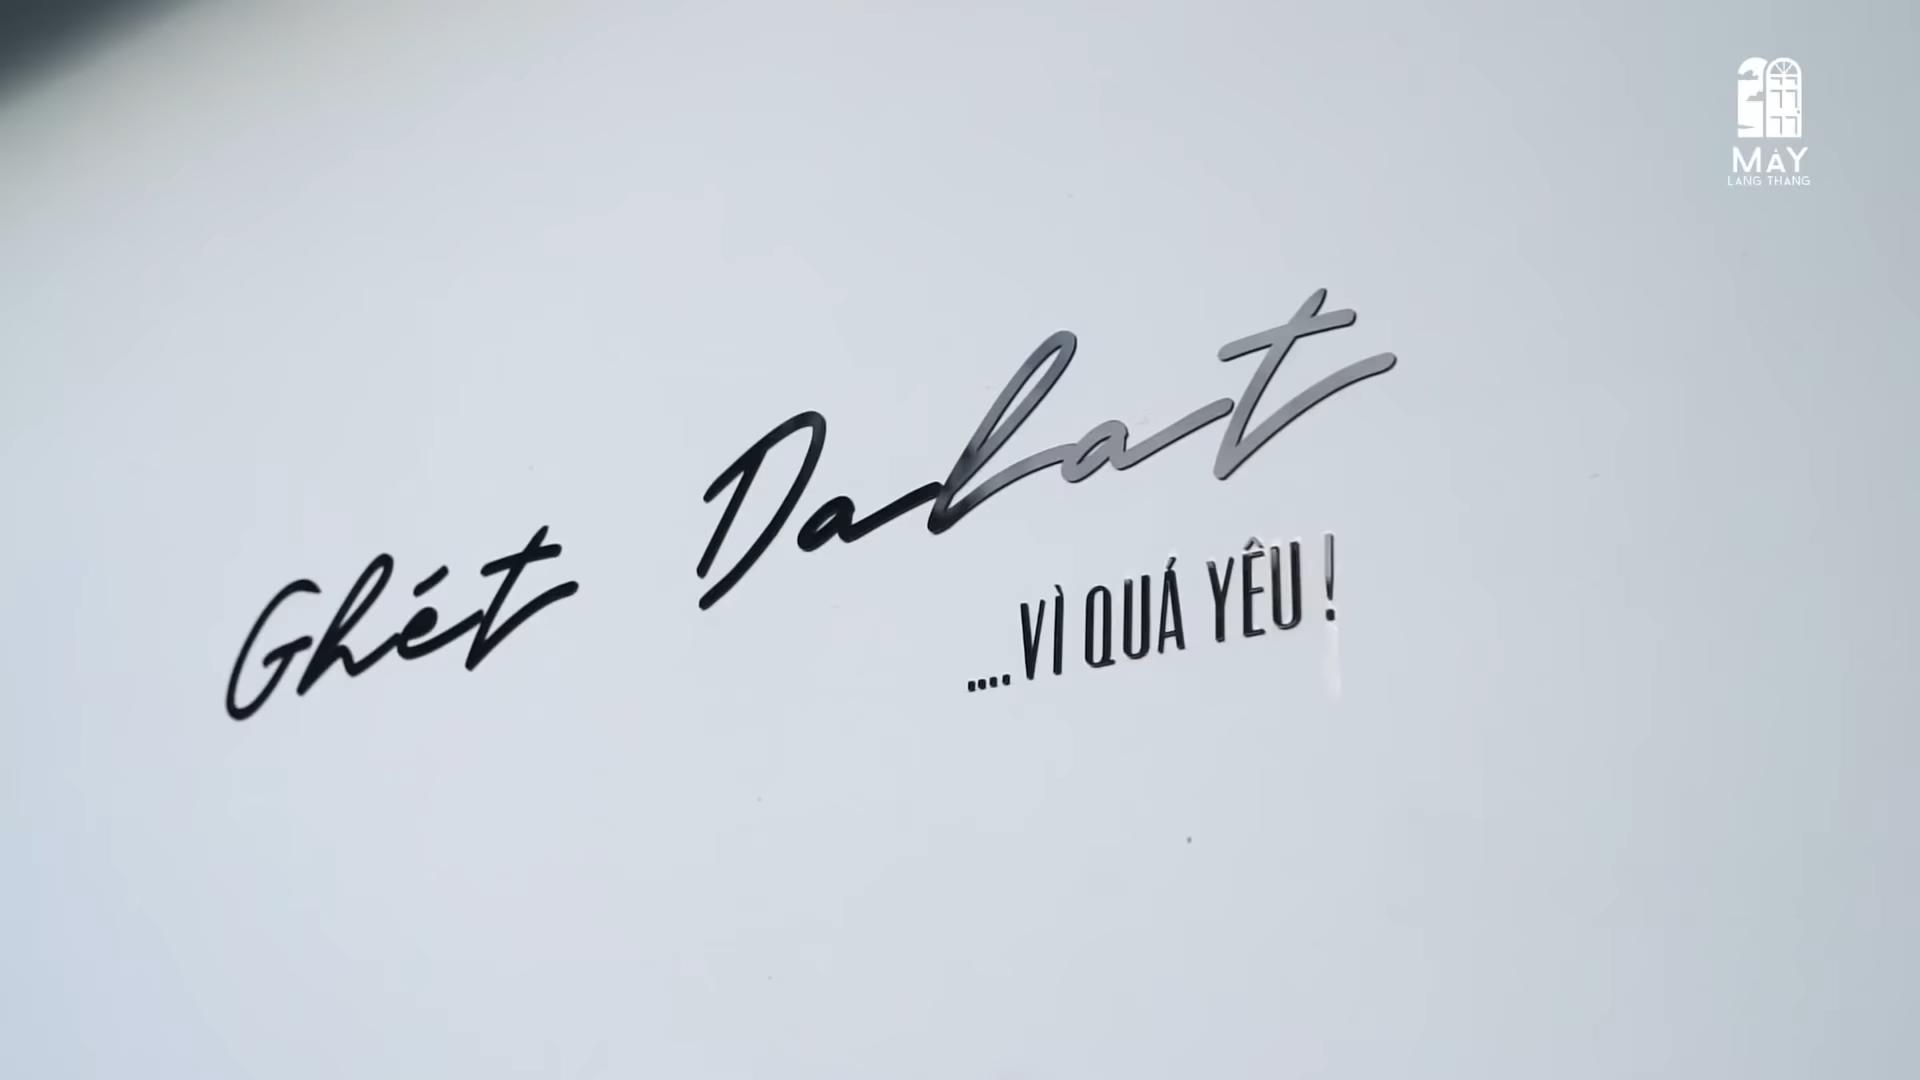 MÂY
LANG THANG
Ghét Dalat
....VÌ QUÁ YÊU !